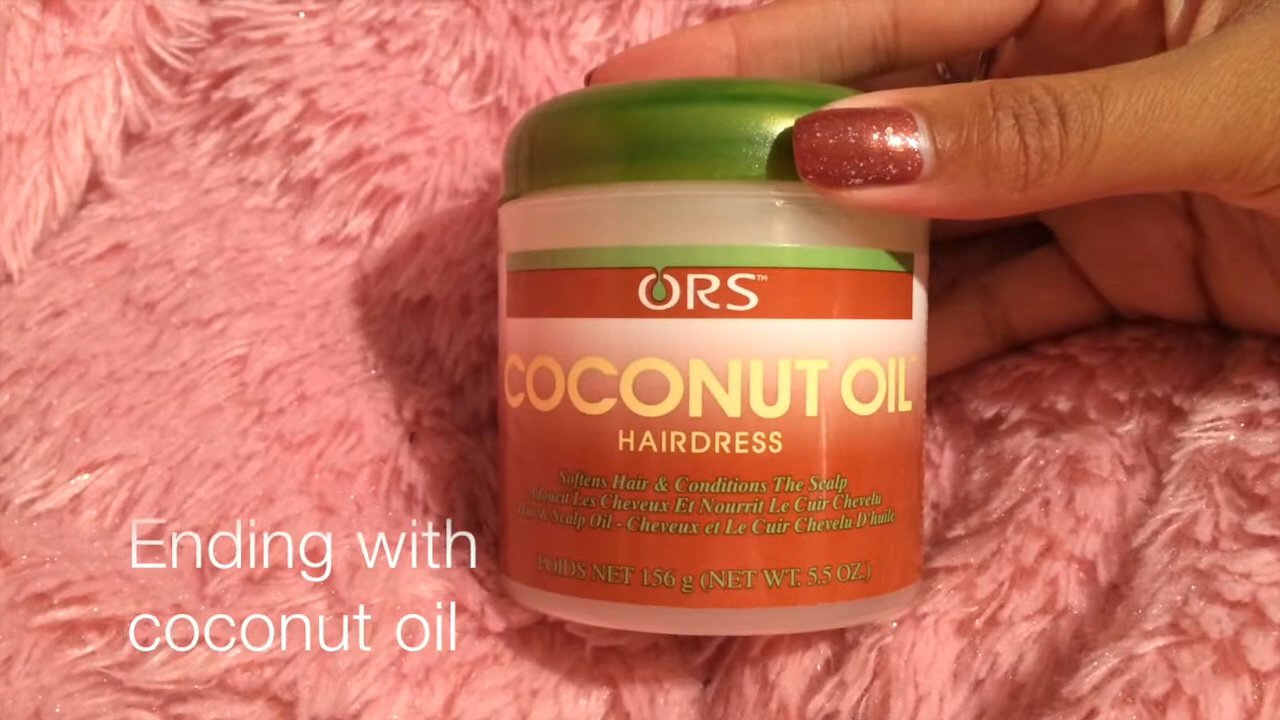 ORS™
COCONUT OIL
HAIRDRESS
Softens Hair & Conditions The Scalp
Adoucit Les Cheveux Et Nourrit Le Cuir Chevelu
Hair & Scalp Oil - Cheveux et Le Cuir Chevelu D'huile
POIDS NET 156 g (NET WT. 5.5 OZ.)
Ending with
coconut oil